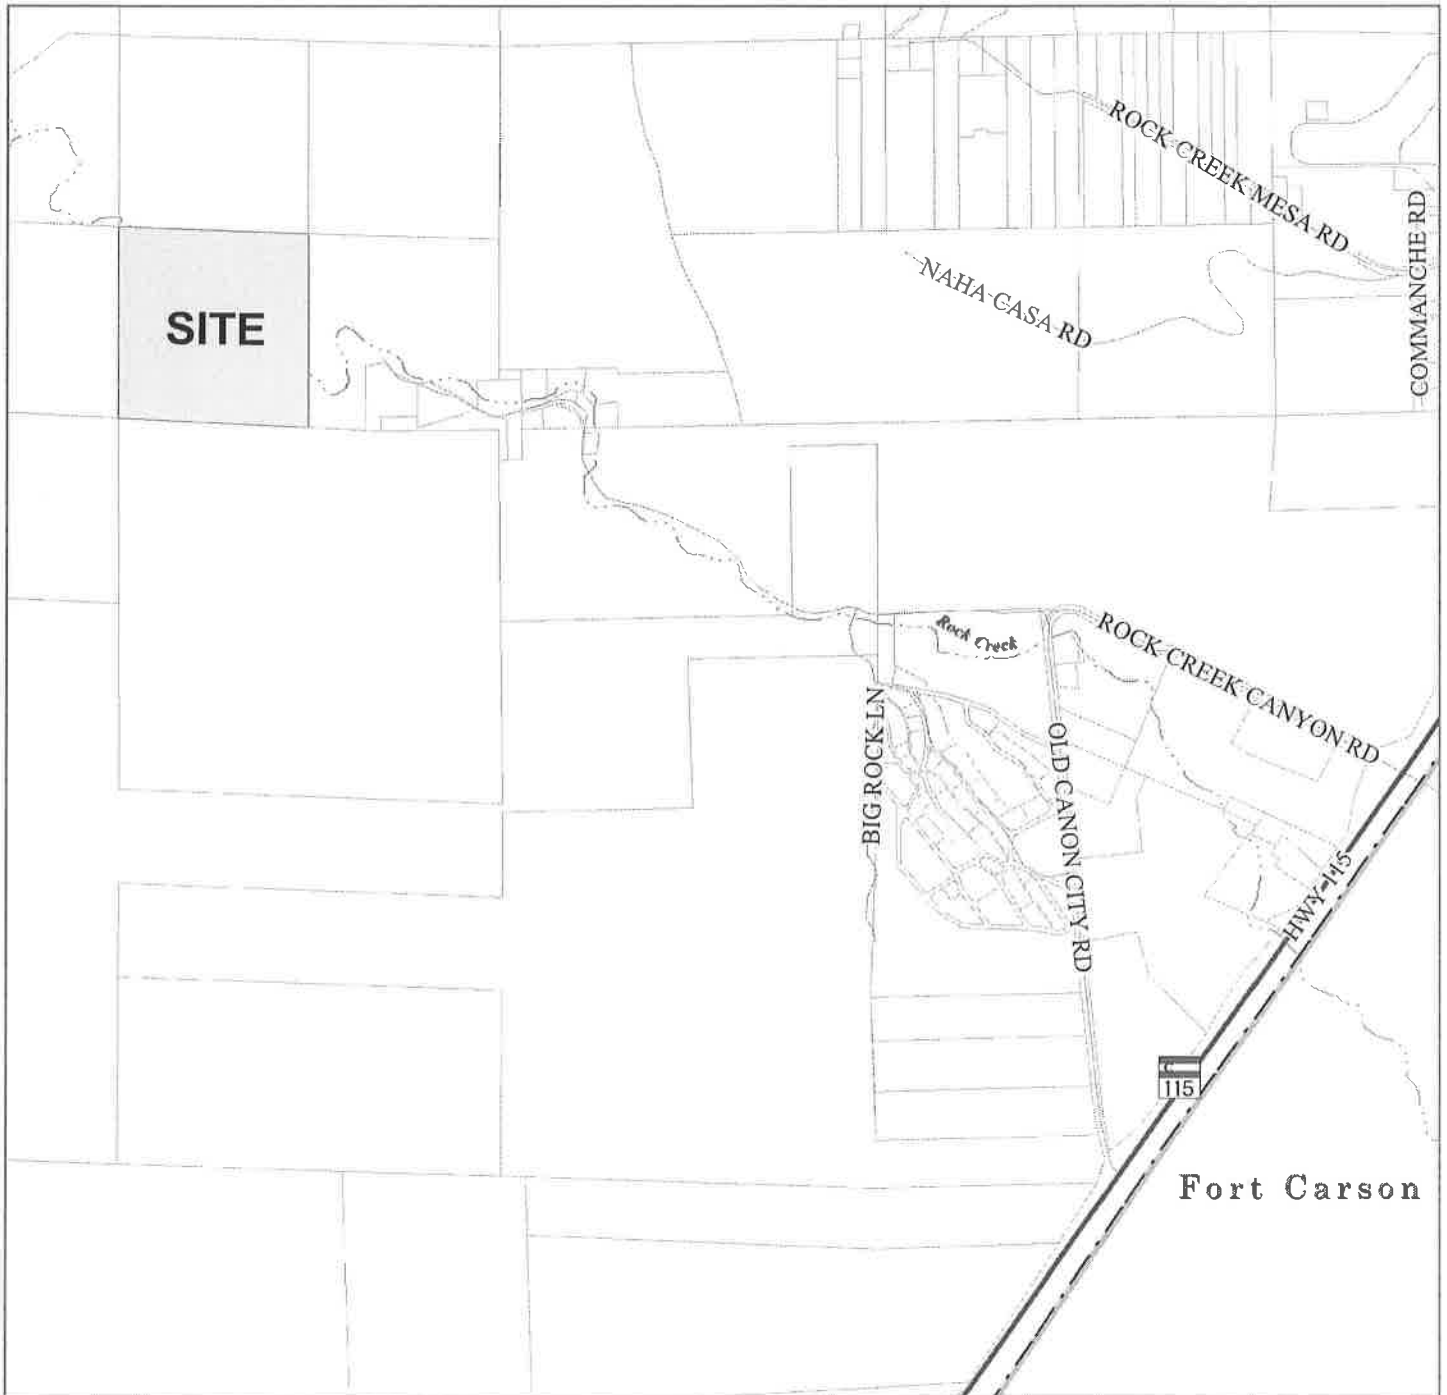 ROCK CREEK MESA RD
COMMANCHE RD
NAHA CASA RD
SITE
Rock Creek
ROCK CREEK CANYON RD
BIG ROCK LN
OLD CANON CITY RD
HWY 115
C
115
Fort Carson